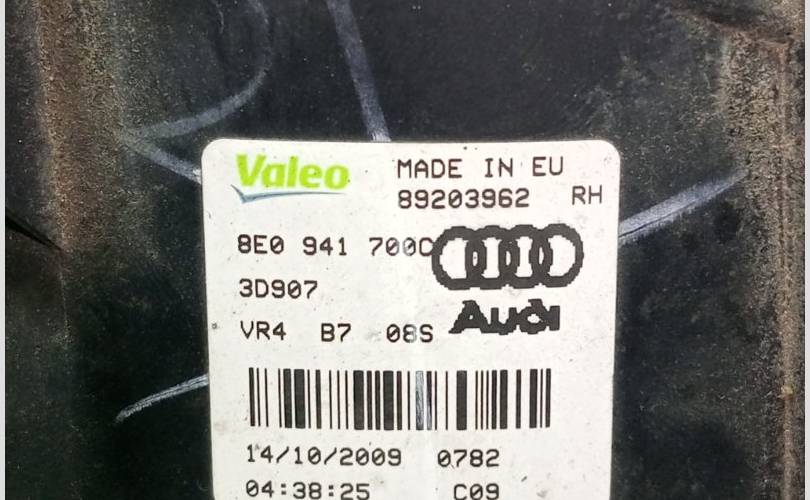 Valeo MADE IN EU
89203962 RH
8E0 941 700C
3D907
Audi
VR4 B7 08S
14/10/2009 0782
04:38:25 C09